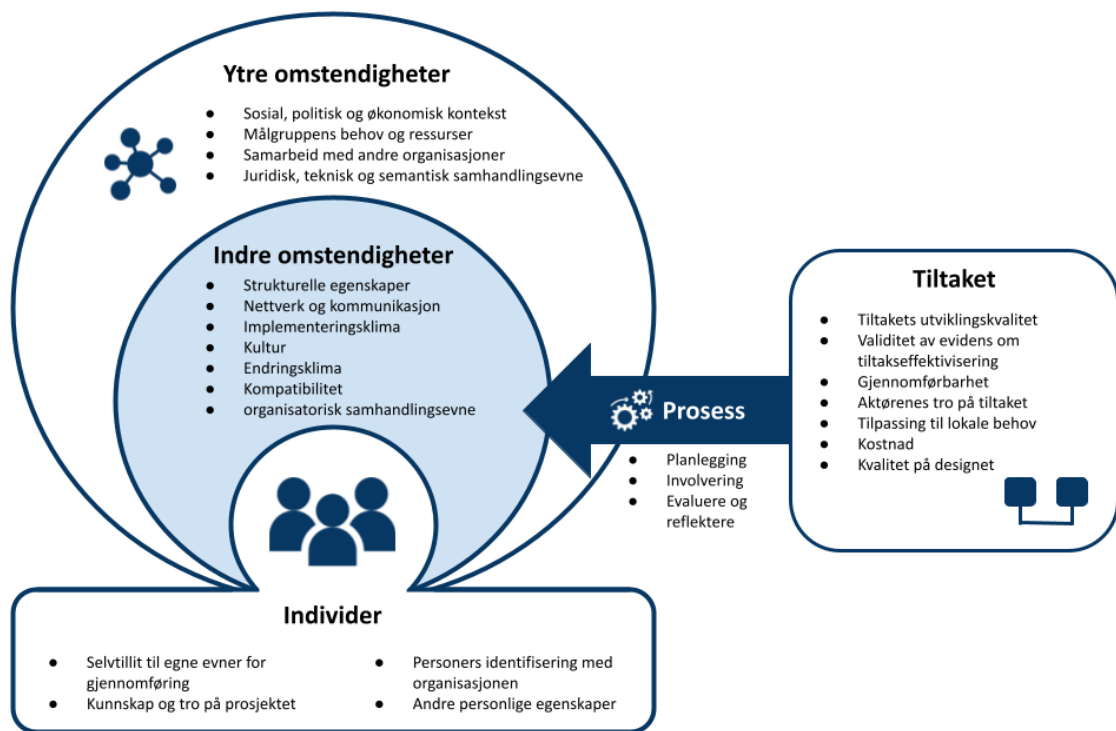 Ytre omstendigheter
Sosial, politisk og økonomisk kontekst
Målgruppens behov og ressurser
Samarbeid med andre organisasjoner
Juridisk, teknisk og semantisk samhandlingsevne
Indre omstendigheter
Strukturelle egenskaper
Nettverk og kommunikasjon
Implementeringsklima
Kultur
Endringsklima
Kompatibilitet
organisatorisk samhandlingsevne
Prosess
Planlegging
Involvering
Evaluere og
reflektere
Tiltaket
Tiltakets utviklingskvalitet
Validitet av evidens om
tiltakseffektivisering
Gjennomførbarhet
Aktørenes tro på tiltaket
Tilpassing til lokale behov
Kostnad
Kvalitet på designet
Individer
Selvtillit til egne evner for
gjennomføring
Kunnskap og tro på prosjektet
Personers identifisering med
organisasjonen
Andre personlige egenskaper